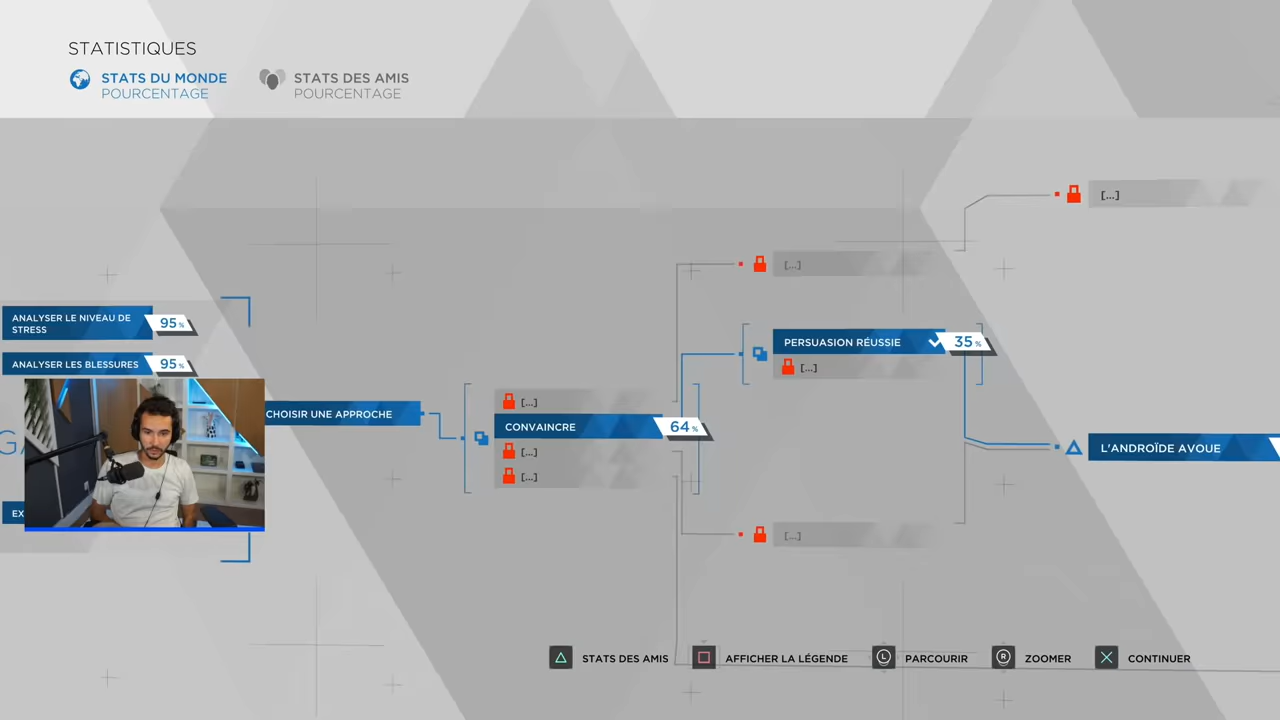 STATISTIQUES
STATS DU MONDE
POURCENTAGE
STATS DES AMIS
POURCENTAGE
[...]
[...]
ANALYSER LE NIVEAU DE
STRESS
95%
PERSUASION RÉUSSIE
35%
ANALYSER LES BLESSURES
95%
[...]
[...]
CHOISIR UNE APPROCHE
CONVAINCRE
64%
[...]
[...]
L'ANDROÏDE AVOUE
EX
[...]
STATS DES AMIS
AFFICHER LA LÉGENDE
L
PARCOURIR
R
ZOOMER
CONTINUER